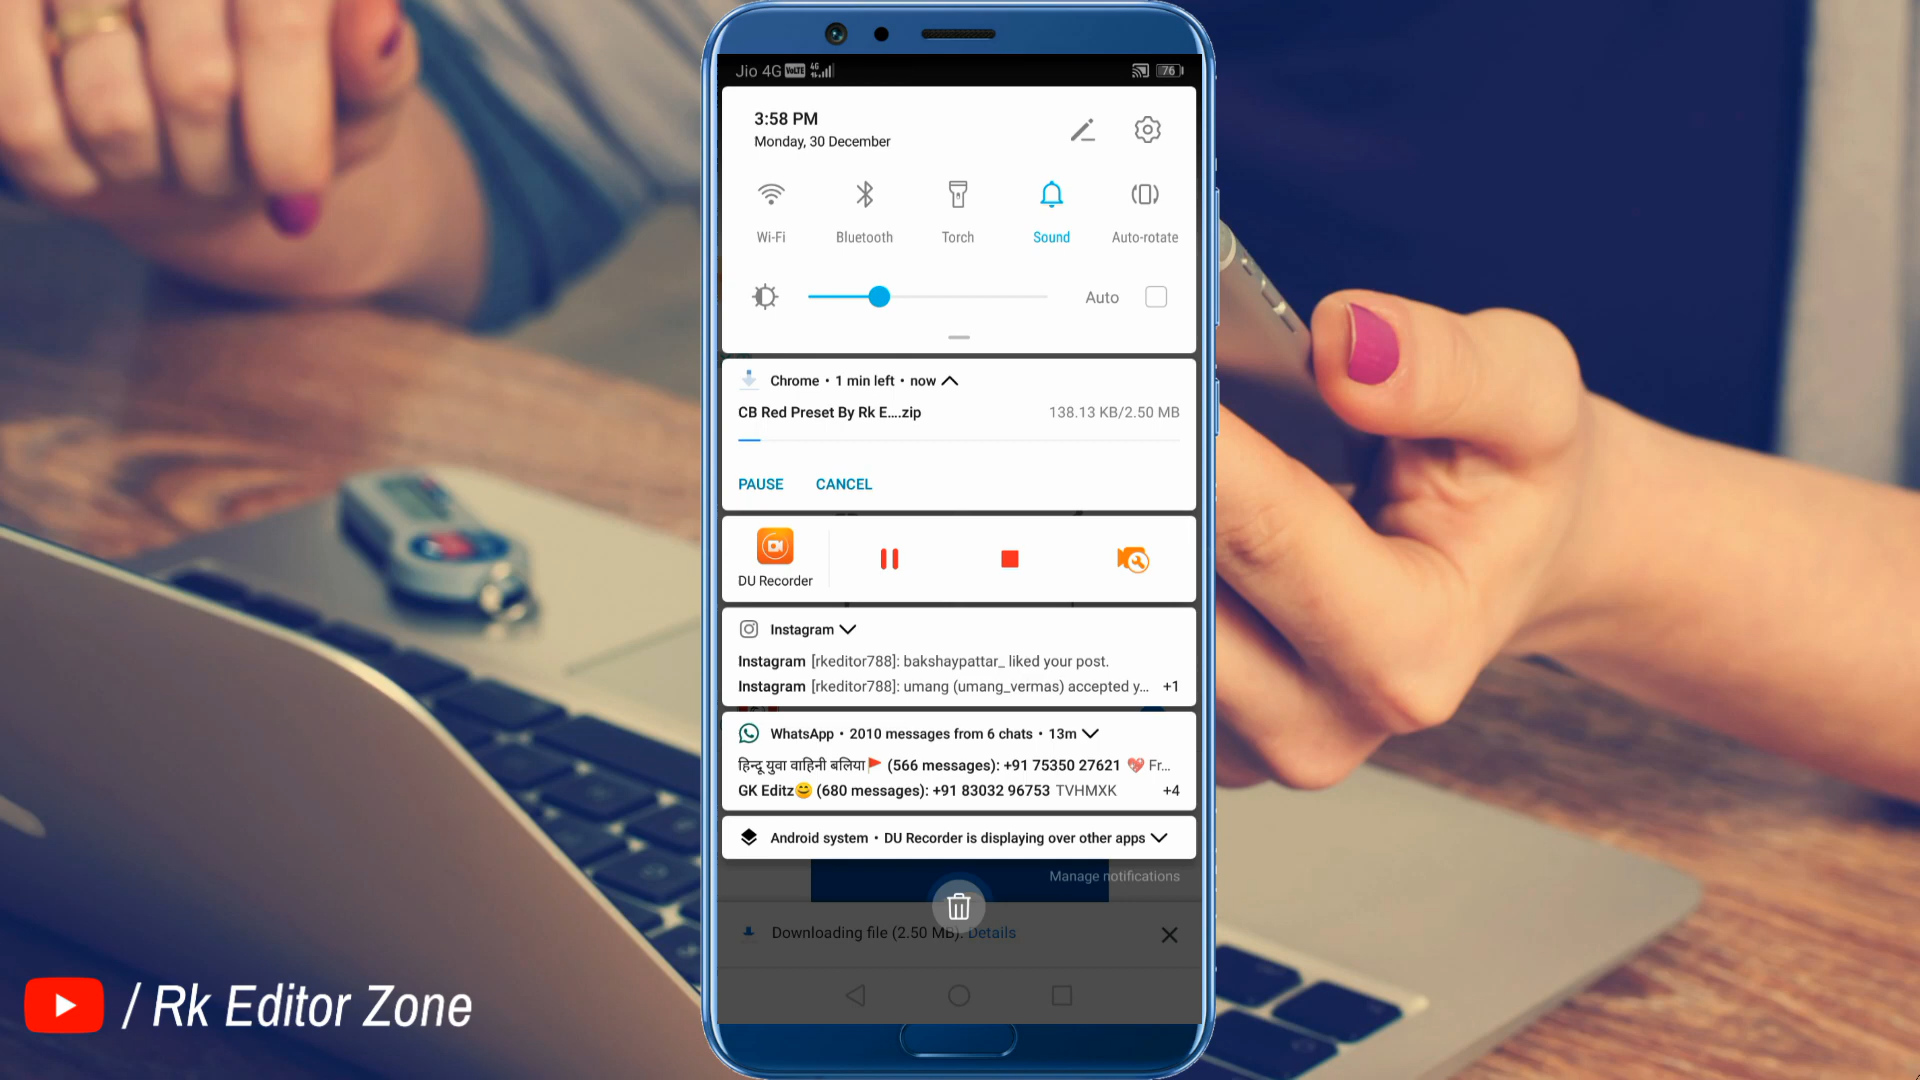 Jio 4G VoLTE 4G 76
3:58 PM
Monday, 30 December
Wi-Fi Bluetooth Torch Sound Auto-rotate
Auto
Chrome • 1 min left • now
CB Red Preset By Rk E....zip 138.13 KB/2.50 MB
PAUSE CANCEL
DU Recorder
Instagram
Instagram [rkeditor788]: bakshaypattar_ liked your post.
Instagram [rkeditor788]: umang (umang_vermas) accepted y... +1
WhatsApp • 2010 messages from 6 chats • 13m
हिन्दू युवा वाहिनी बलिया🚩 (566 messages): +91 75350 27621 💖 Fr...
GK Editz😊 (680 messages): +91 83032 96753 TVHMXK +4
Android system • DU Recorder is displaying over other apps
Manage notifications
Downloading file (2.50 MB). Details
/ Rk Editor Zone